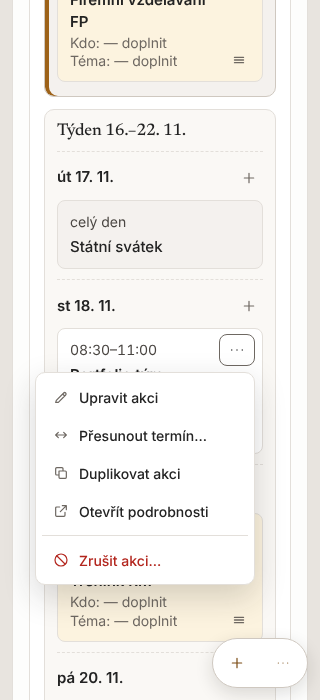 Firemní vzdělávání
FP
Kdo: — doplnit
Téma: — doplnit
Týden 16.–22. 11.
út 17. 11.
celý den
Státní svátek
st 18. 11.
08:30–11:00
Upravit akci
Přesunout termín…
Duplikovat akci
Otevřít podrobnosti
Zrušit akci…
Kdo: — doplnit
Téma: — doplnit
pá 20. 11.